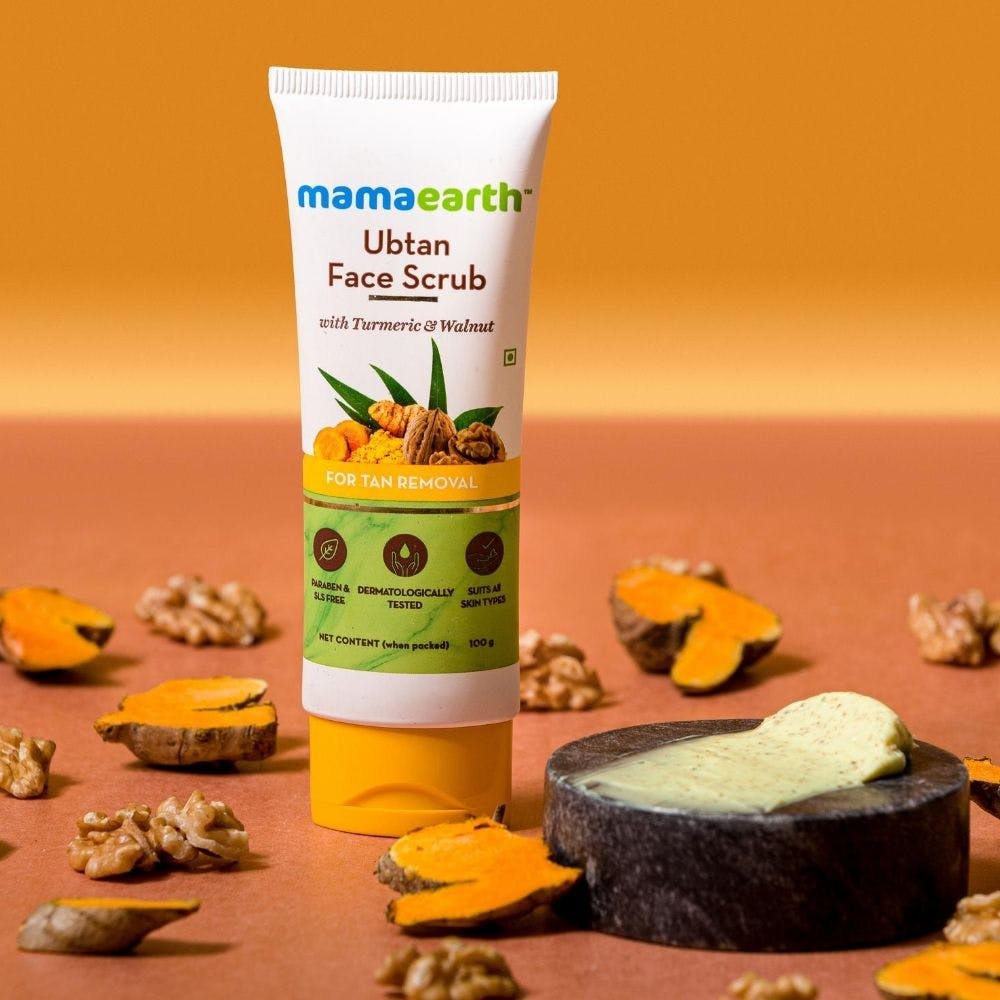 mamaearth™
Ubtan
Face Scrub
with Turmeric & Walnut
FOR TAN REMOVAL
PARABEN &
SLS FREE
DERMATOLOGICALLY
TESTED
SUITS All
SKIN TYPES
NET CONTENT (when packed) 100 g